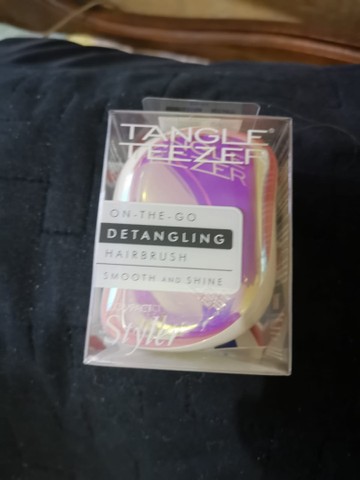 TANGLE
TEEZER®
ON-THE-GO
DETANGLING
HAIRBRUSH
SMOOTH AND SHINE
Styler